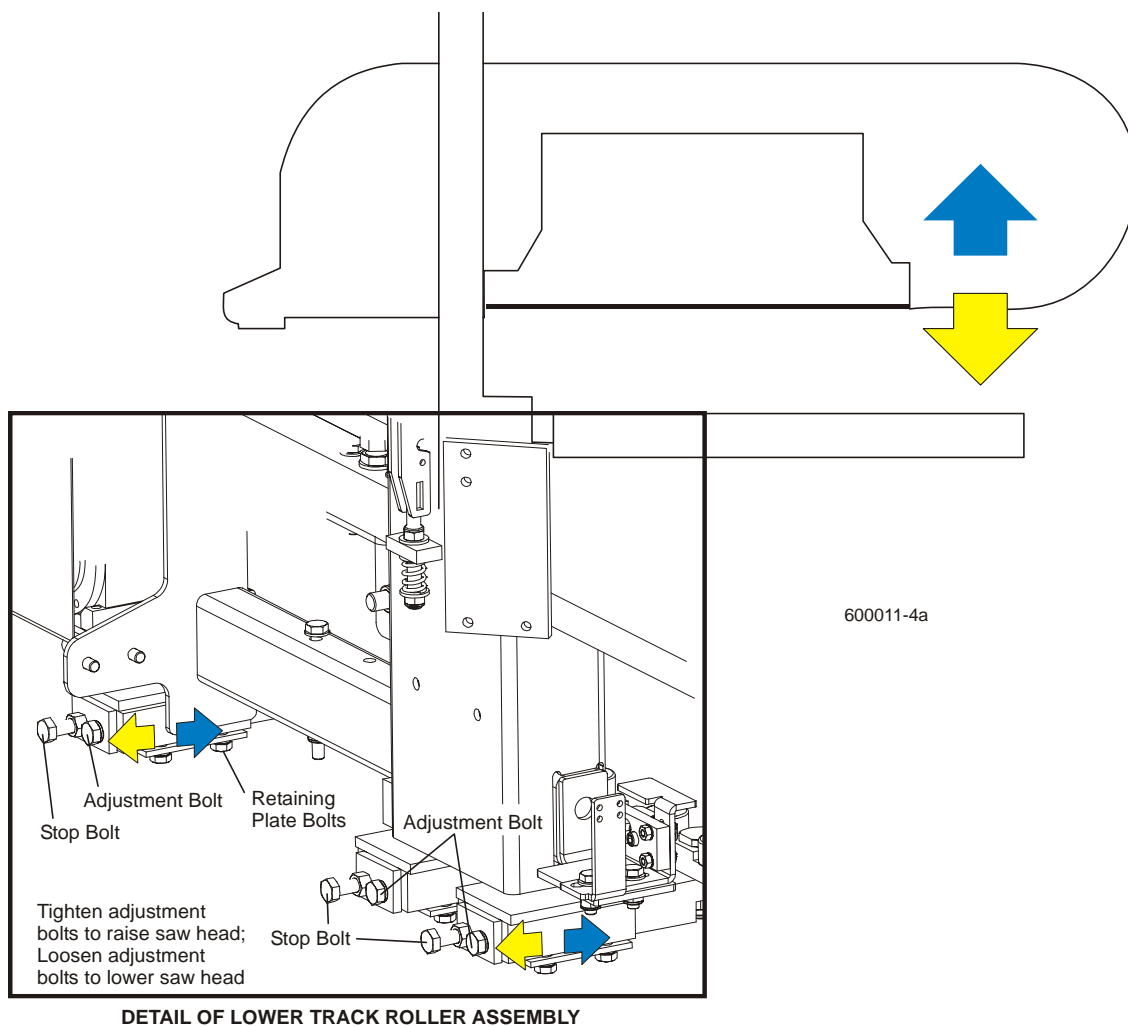 600011-4a
Adjustment Bolt
Stop Bolt
Retaining
Plate Bolts
Adjustment Bolt
Stop Bolt
Tighten adjustment
bolts to raise saw head;
Loosen adjustment
bolts to lower saw head
DETAIL OF LOWER TRACK ROLLER ASSEMBLY